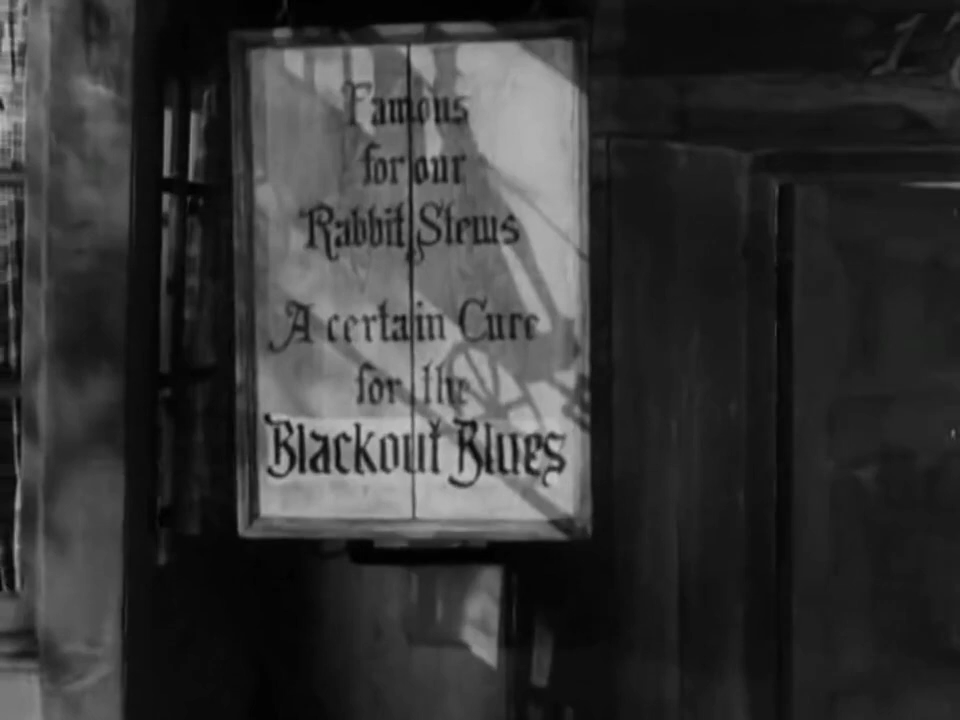 Famous
for our
Rabbit Stews
A certain Cure
for the
Blackout Blues